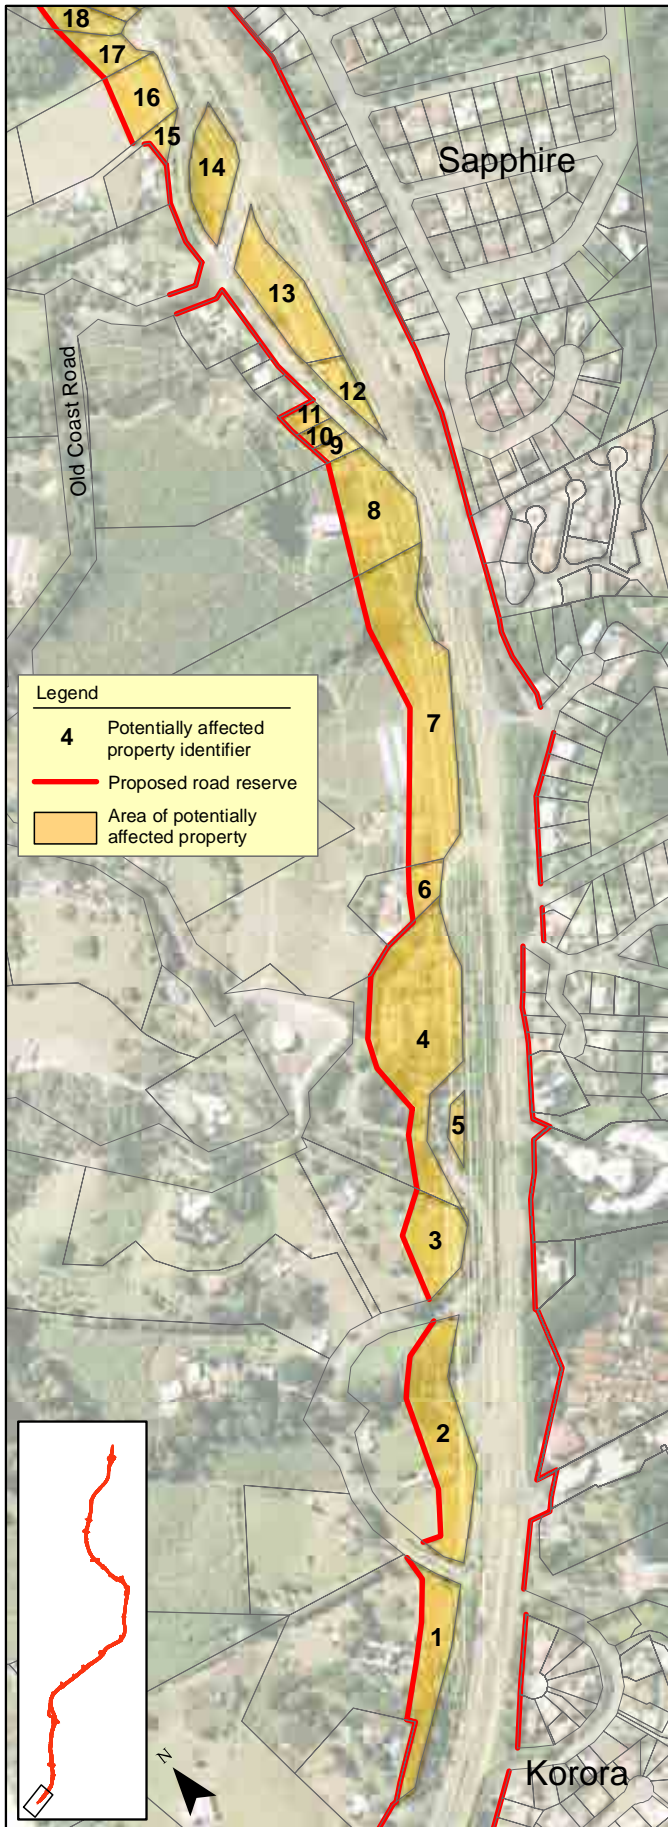 18
17
16
15
14
Sapphire
13
12
11
10
9
Old Coast Road
8
Legend
4 Potentially affected
property identifier
Proposed road reserve
Area of potentially
affected property
7
6
4
5
3
2
1
N
Korora